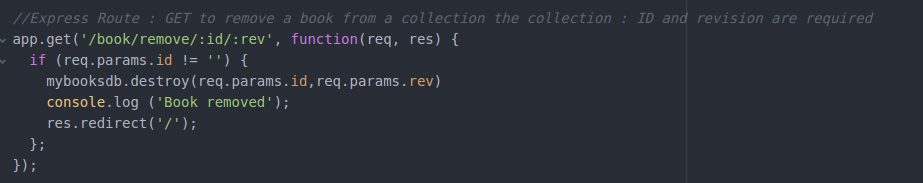 //Express Route : GET to remove a book from a collection the collection : ID and revision are required
app.get('/book/remove/:id/:rev', function(req, res) {
  if (req.params.id != '') {
    mybooksdb.destroy(req.params.id,req.params.rev)
    console.log ('Book removed');
    res.redirect('/');
  };
});